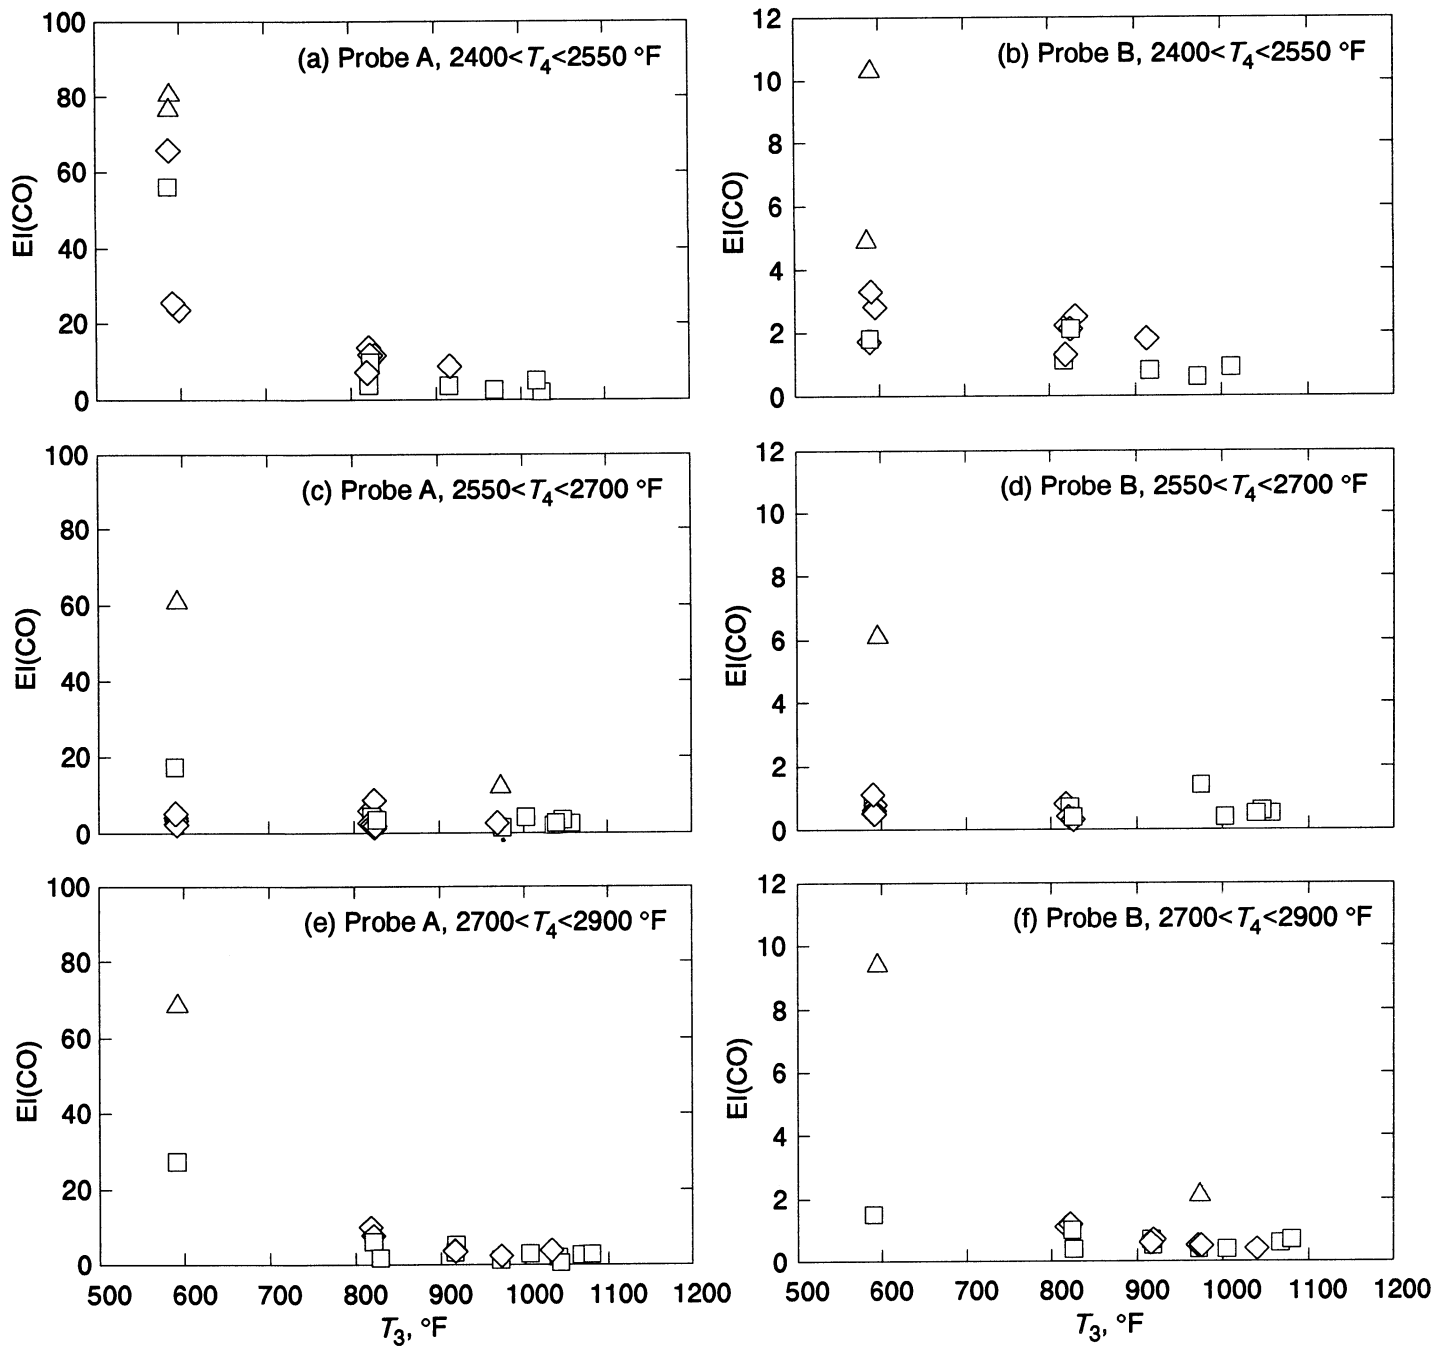 (a) Probe A, 2400<T4<2550 °F
EI(CO)
100
80
60
40
20
0
(b) Probe B, 2400<T4<2550 °F
EI(CO)
12
10
8
6
4
2
0
(c) Probe A, 2550<T4<2700 °F
EI(CO)
100
80
60
40
20
0
(d) Probe B, 2550<T4<2700 °F
EI(CO)
12
10
8
6
4
2
0
(e) Probe A, 2700<T4<2900 °F
EI(CO)
100
80
60
40
20
0
500 600 700 800 900 1000 1100 1200
T3, °F
(f) Probe B, 2700<T4<2900 °F
EI(CO)
12
10
8
6
4
2
0
500 600 700 800 900 1000 1100 1200
T3, °F